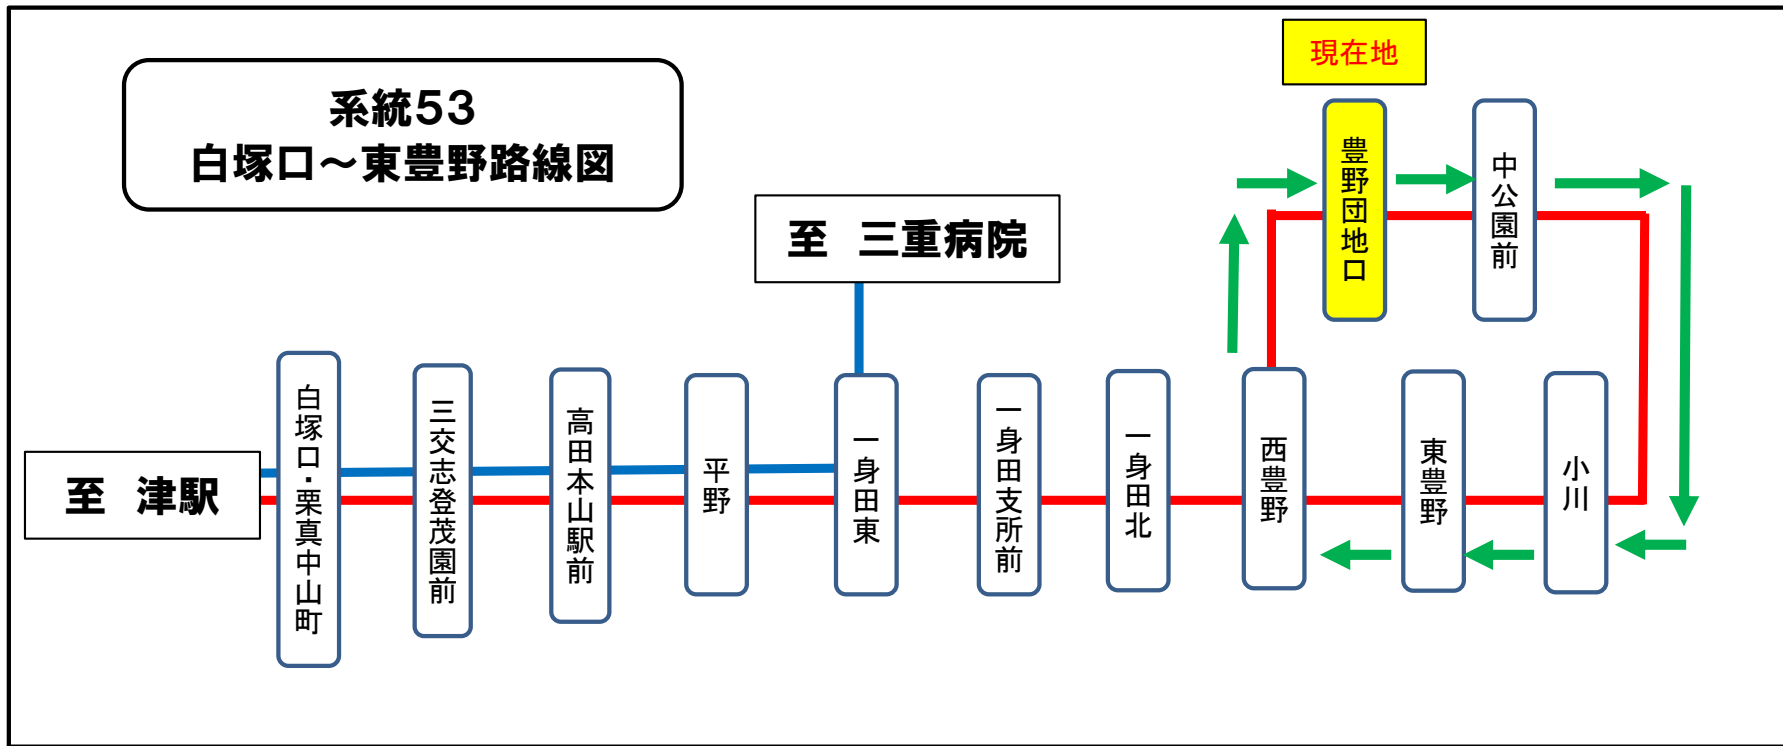 現在地
系統53
白塚口～東豊野路線図
至　三重病院
至　津駅
豊野団地口
中公園前
白塚口・栗真中山町
三交志登茂園前
高田本山駅前
平野
一身田東
一身田支所前
一身田北
西豊野
東豊野
小川